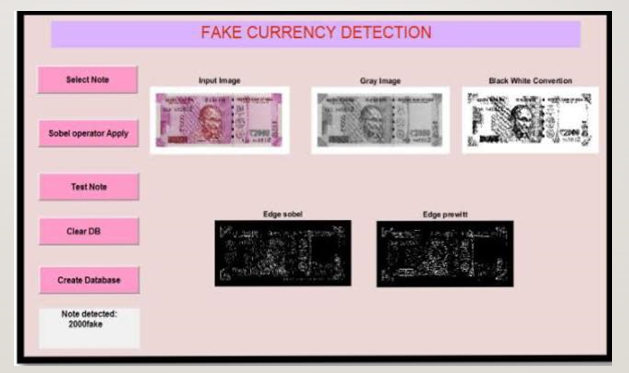 FAKE CURRENCY DETECTION
Select Note
Input Image
Gray Image
Black White Convertion
Sobel operator Apply
Test Note
Clear DB
Edge sobel
Edge prewitt
Create Database
Note detected:
2000fake